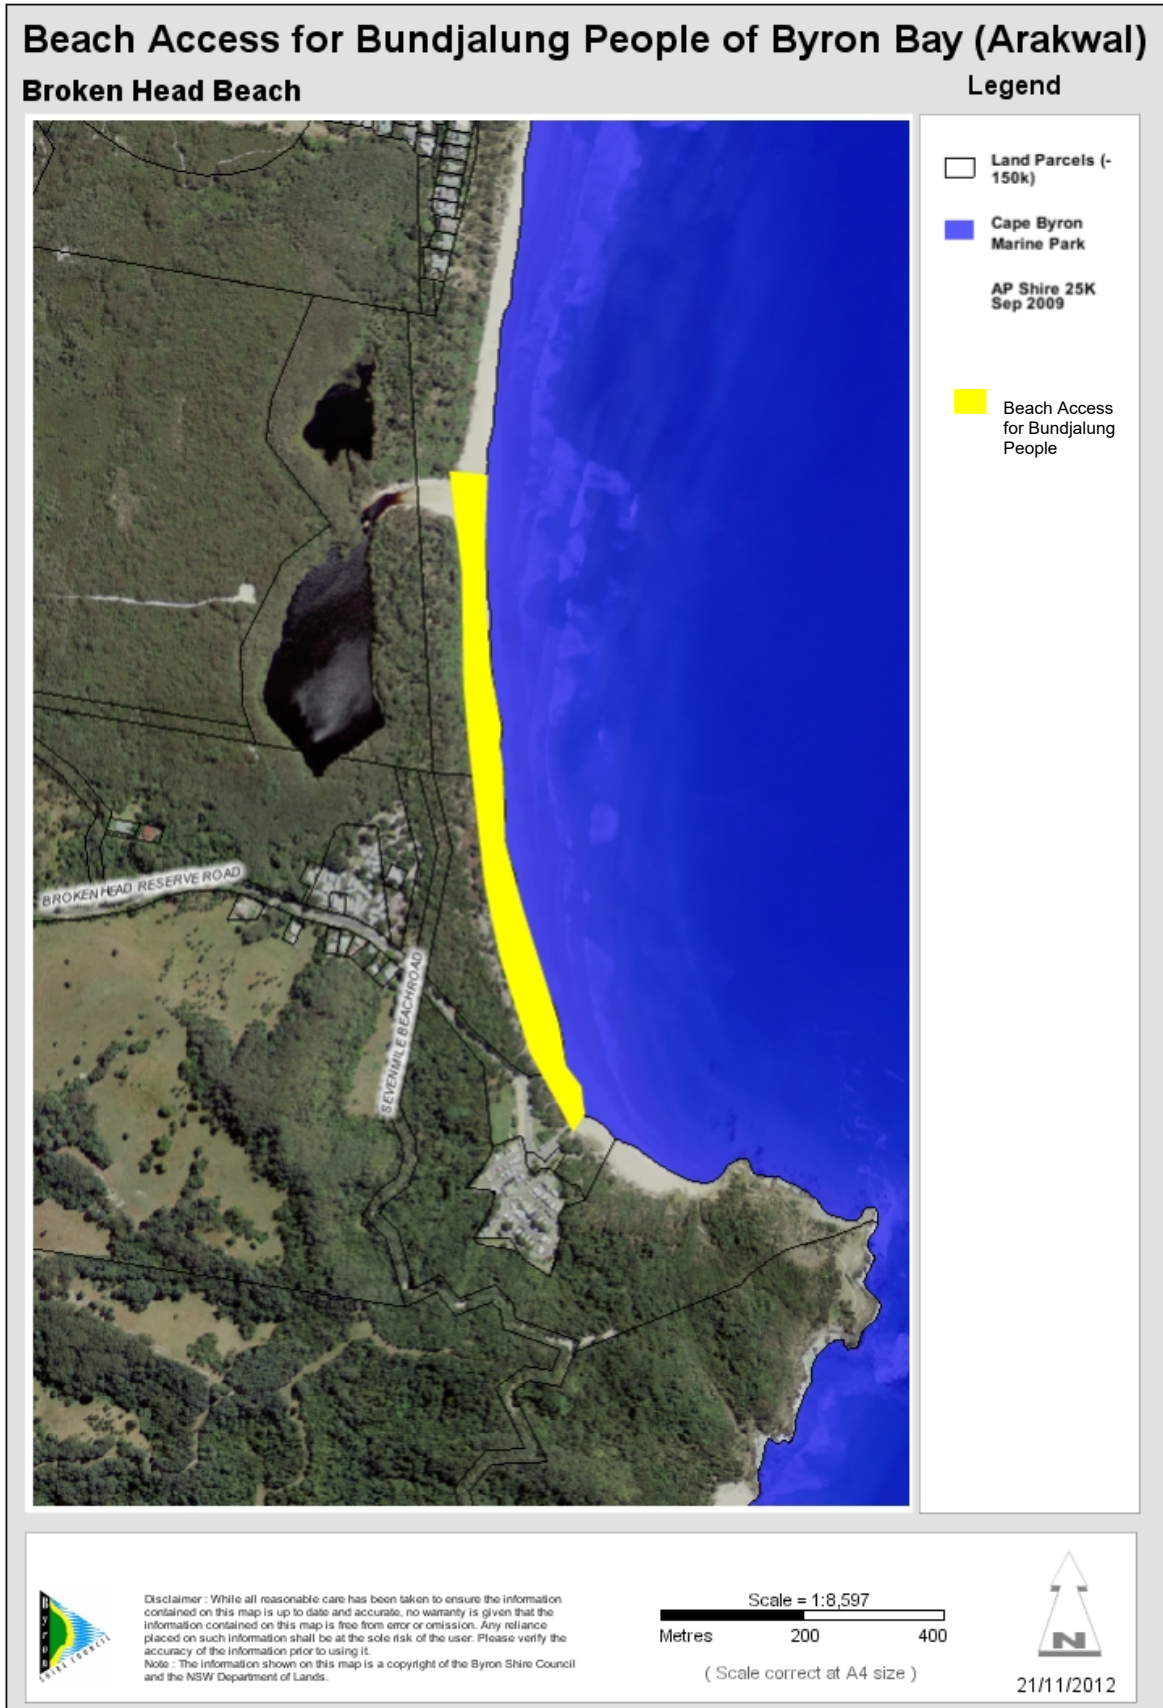 Beach Access for Bundjalung People of Byron Bay (Arakwal)
Broken Head Beach
Legend
Land Parcels (-
150k)
Cape Byron
Marine Park
AP Shire 25K
Sep 2009
Beach Access
for Bundjalung
People
BROKEN HEAD RESERVE ROAD
SEVEN MILE BEACH ROAD
Byron
SHIRE COUNCIL
Disclaimer : While all reasonable care has been taken to ensure the information
contained on this map is up to date and accurate, no warranty is given that the
information contained on this map is free from error or omission. Any reliance
placed on such information shall be at the sole risk of the user. Please verify the
accuracy of the information prior to using it.
Note : The information shown on this map is a copyright of the Byron Shire Council
and the NSW Department of Lands.
Scale = 1:8,597
Metres 200 400
( Scale correct at A4 size )
N
21/11/2012